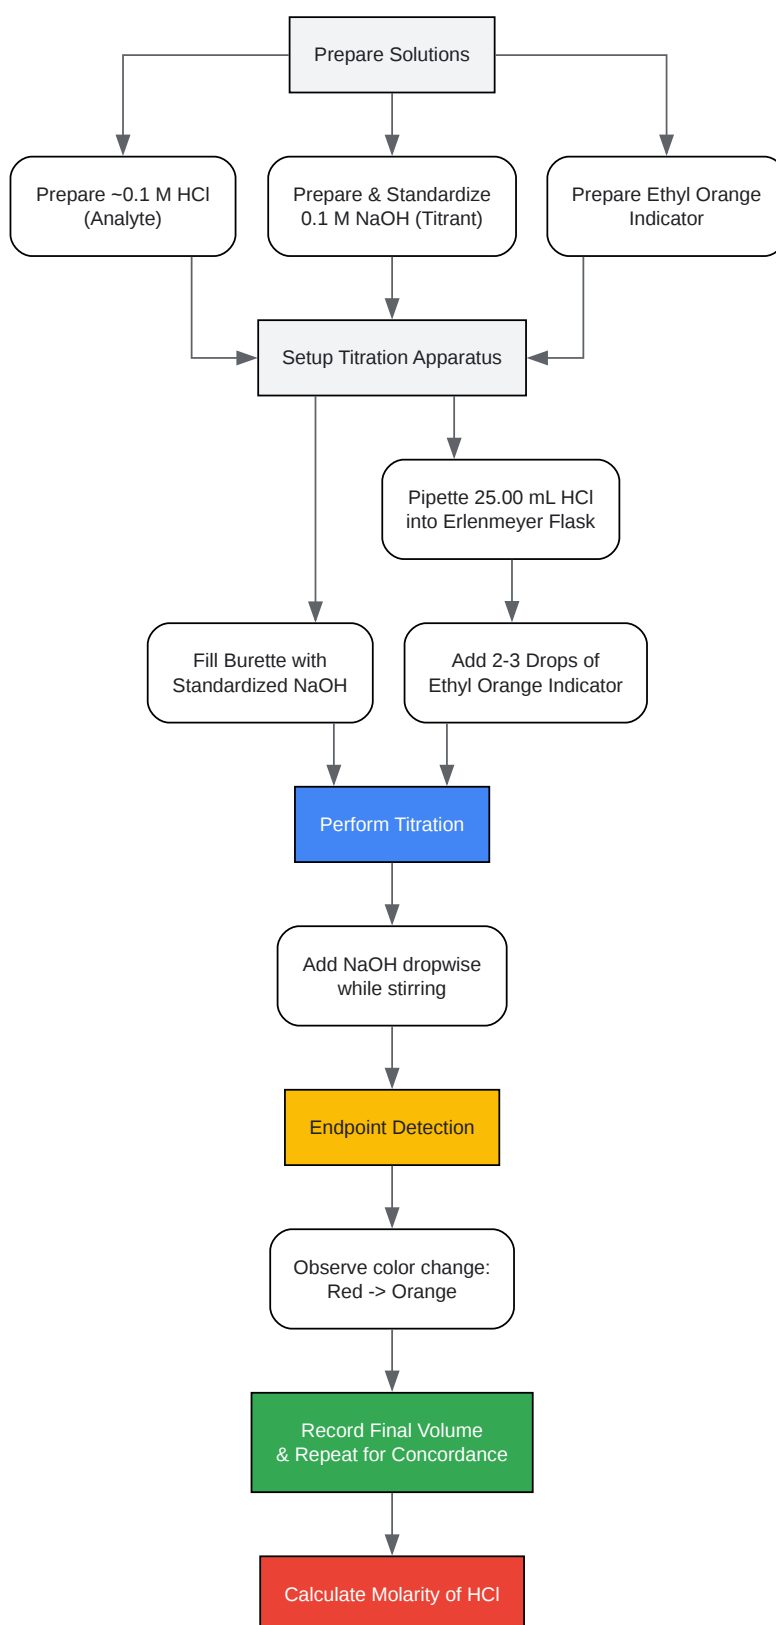 Prepare Solutions
Prepare ~0.1 M HCl
(Analyte)
Prepare & Standardize
0.1 M NaOH (Titrant)
Prepare Ethyl Orange
Indicator
Setup Titration Apparatus
Pipette 25.00 mL HCl
into Erlenmeyer Flask
Fill Burette with
Standardized NaOH
Add 2-3 Drops of
Ethyl Orange Indicator
Perform Titration
Add NaOH dropwise
while stirring
Endpoint Detection
Observe color change:
Red -> Orange
Record Final Volume
& Repeat for Concordance
Calculate Molarity of HCl